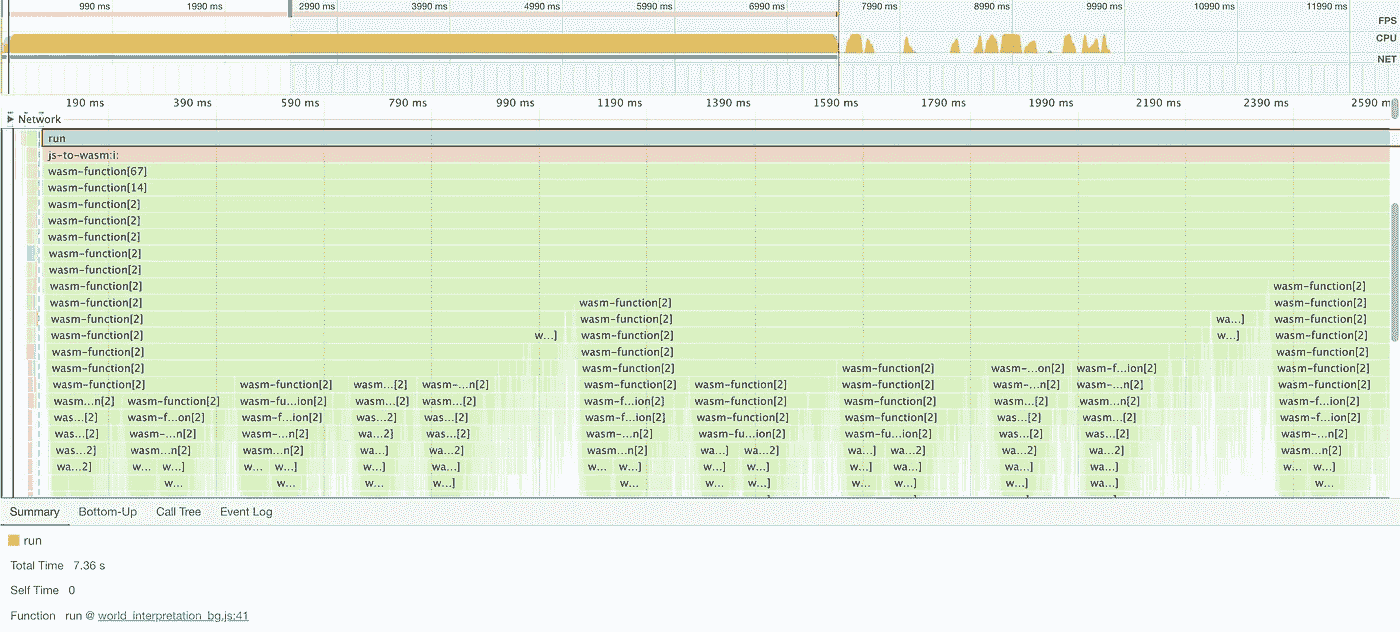 990 ms 1990 ms 2990 ms 3990 ms 4990 ms 5990 ms 6990 ms 7990 ms 8990 ms 9990 ms 10990 ms 11990 ms
FPS
CPU
NET
190 ms 390 ms 590 ms 790 ms 990 ms 1190 ms 1390 ms 1590 ms 1790 ms 1990 ms 2190 ms 2390 ms 2590 m
Network
run
js-to-wasm:i:
wasm-function[67]
wasm-function[14]
wasm-function[2]
wasm-function[2]
wasm-function[2]
wasm-function[2]
wasm-function[2]
wasm-function[2] wasm-function[2]
wasm-function[2] wasm-function[2] wasm-function[2]
wasm-function[2] wasm-function[2] wa...] wasm-function[2]
wasm-function[2] w...] wasm-function[2] w...] wasm-function[2]
wasm-function[2] wasm-function[2] wasm-function[2]
wasm-function[2] wasm-function[2] wasm-function[2] wasm-...on[2] wasm-f...ion[2] wasm-function[2]
wasm-function[2] wasm-function[2] wasm...[2] wasm-...n[2] wasm-function[2] wasm-function[2] wasm-function[2] wasm-...n[2] wasm-...n[2] wasm-function[2]
wasm...n[2] wasm-function[2] wasm-fu...ion[2] wasm...[2] wasm...[2] wasm-f...ion[2] wasm-function[2] wasm-function[2] wasm...n[2] wasm...n[2] wasm-f...ion[2]
was...[2] wasm-f...on[2] wasm-f...ion[2] was...2] was...[2] wasm-f...ion[2] wasm-function[2] wasm-function[2] was...[2] wasm...[2] wasm-f...ion[2]
was...[2] wasm-...n[2] wasm-...n[2] wa...2] was...[2] wasm-...n[2] wasm-fu...ion[2] wasm-fu...ion[2] was...[2] was...[2] wasm-...n[2]
was...2] wasm...n[2] wasm...n[2] wa...] wa...2] wasm...[2] wa...] wa...2] wa...] wa...2] wa...2] wa...2] wasm...n[2]
wa...2] w... w...] w... w...] w...] wa...] w... w...] w...] w...] w...] w...] wa...] wa...] w... w...]
w... w... w...] w...] w... w...] w...] w...] w...] w...] wa...] w...
Summary Bottom-Up Call Tree Event Log
run
Total Time 7.36 s
Self Time 0
Function run @ world_interpretation_bg.js:41